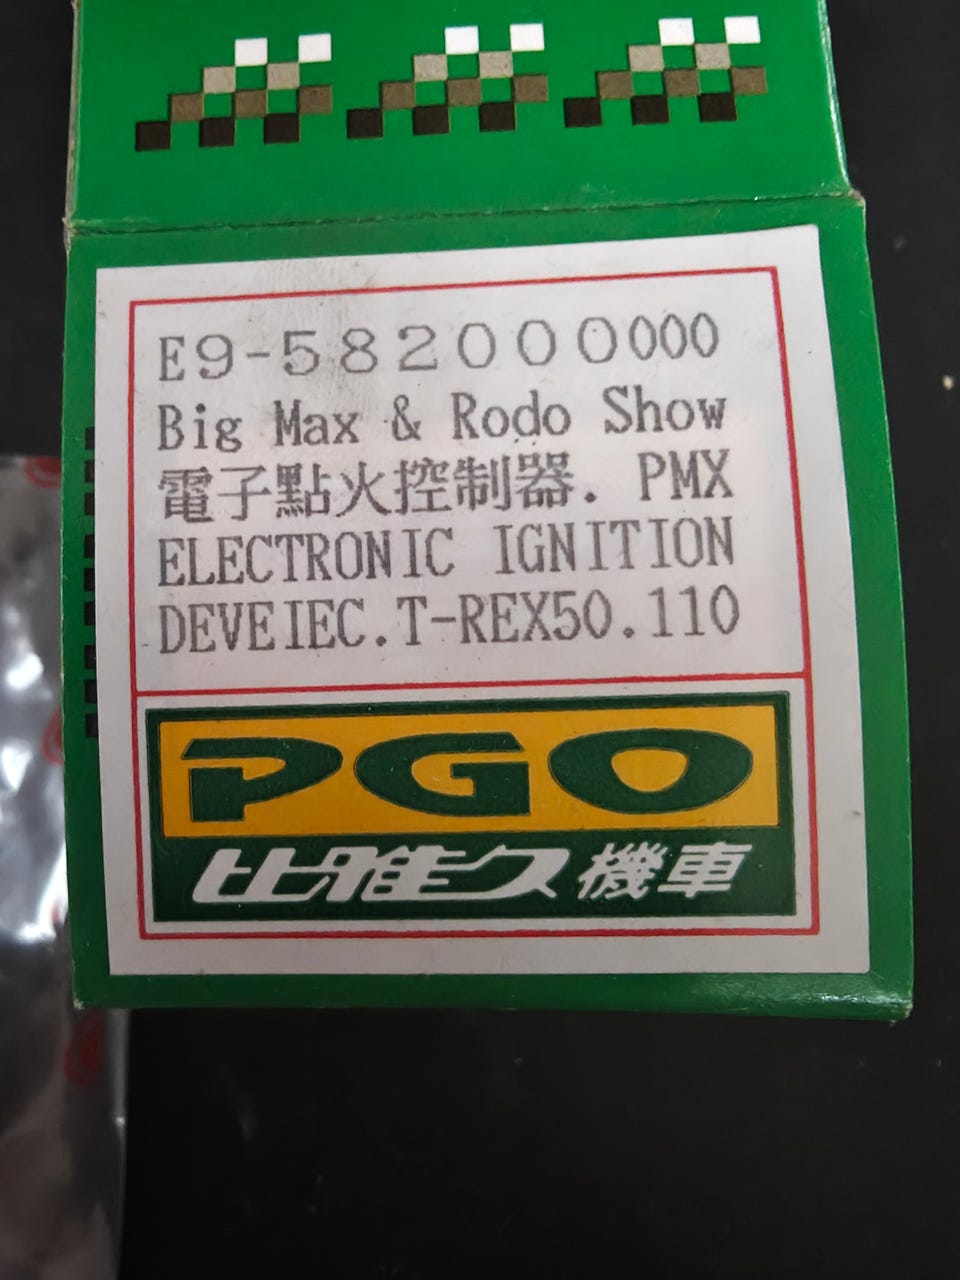 E9-582000000
Big Max & Rodo Show
電子點火控制器. PMX
ELECTRONIC IGNITION
DEVEIEC.T-REX50.110
PGO
比雅久機車